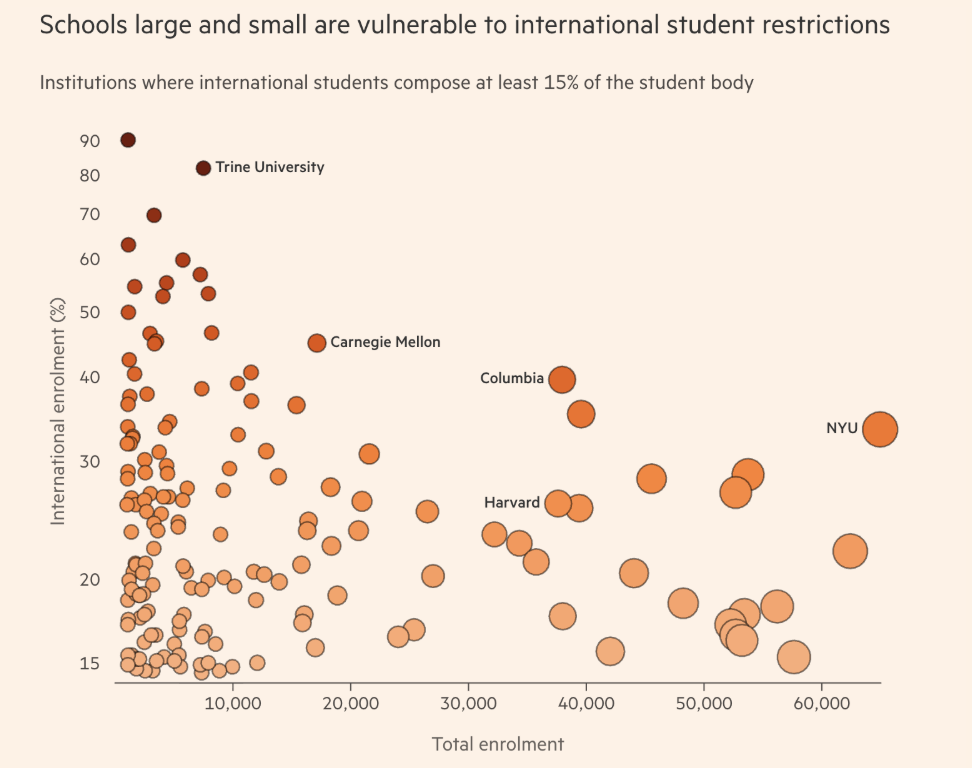 Schools large and small are vulnerable to international student restrictions
Institutions where international students compose at least 15% of the student body
90
80
Trine University
70
60
50
Carnegie Mellon
40
Columbia
NYU
30
Harvard
20
15
International enrolment (%)
10,000 20,000 30,000 40,000 50,000 60,000
Total enrolment